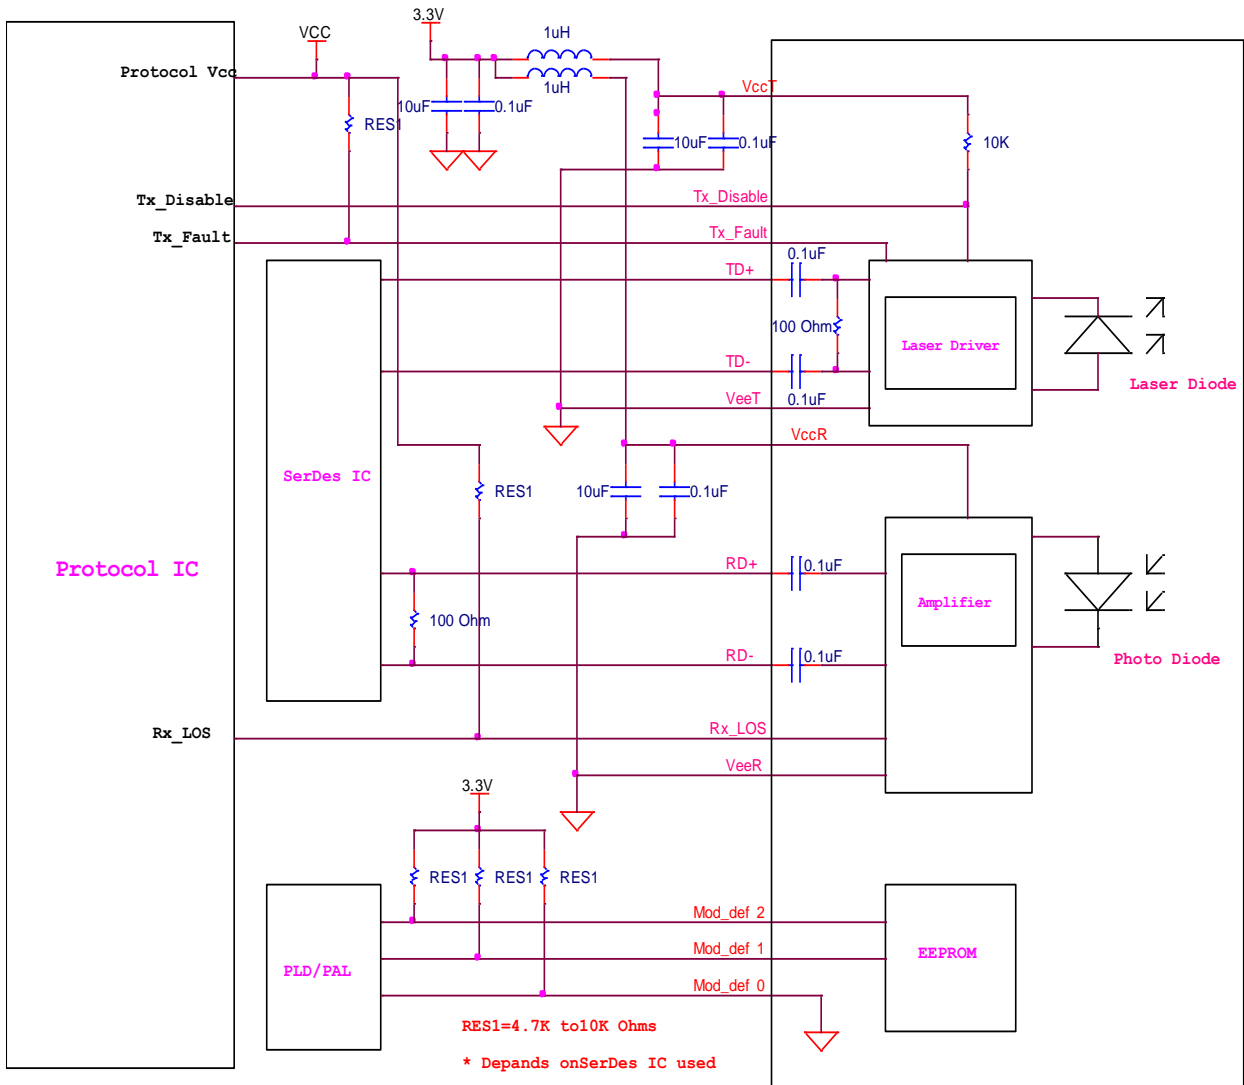 3.3V
VCC
1uH
Protocol Vcc
1uH
VccT
10uF
0.1uF
RES1
10uF
0.1uF
10K
Tx_Disable
Tx_Disable
Tx_Fault
Tx_Fault
0.1uF
TD+
100 Ohm
Laser Driver
TD-
Laser Diode
VeeT
0.1uF
VccR
SerDes IC
RES1
10uF
0.1uF
Protocol IC
RD+
0.1uF
Amplifier
100 Ohm
RD-
0.1uF
Photo Diode
Rx_LOS
Rx_LOS
VeeR
3.3V
RES1
RES1
RES1
Mod_def 2
Mod_def 1
EEPROM
PLD/PAL
Mod_def 0
RES1=4.7K to10K Ohms
* Depands onSerDes IC used